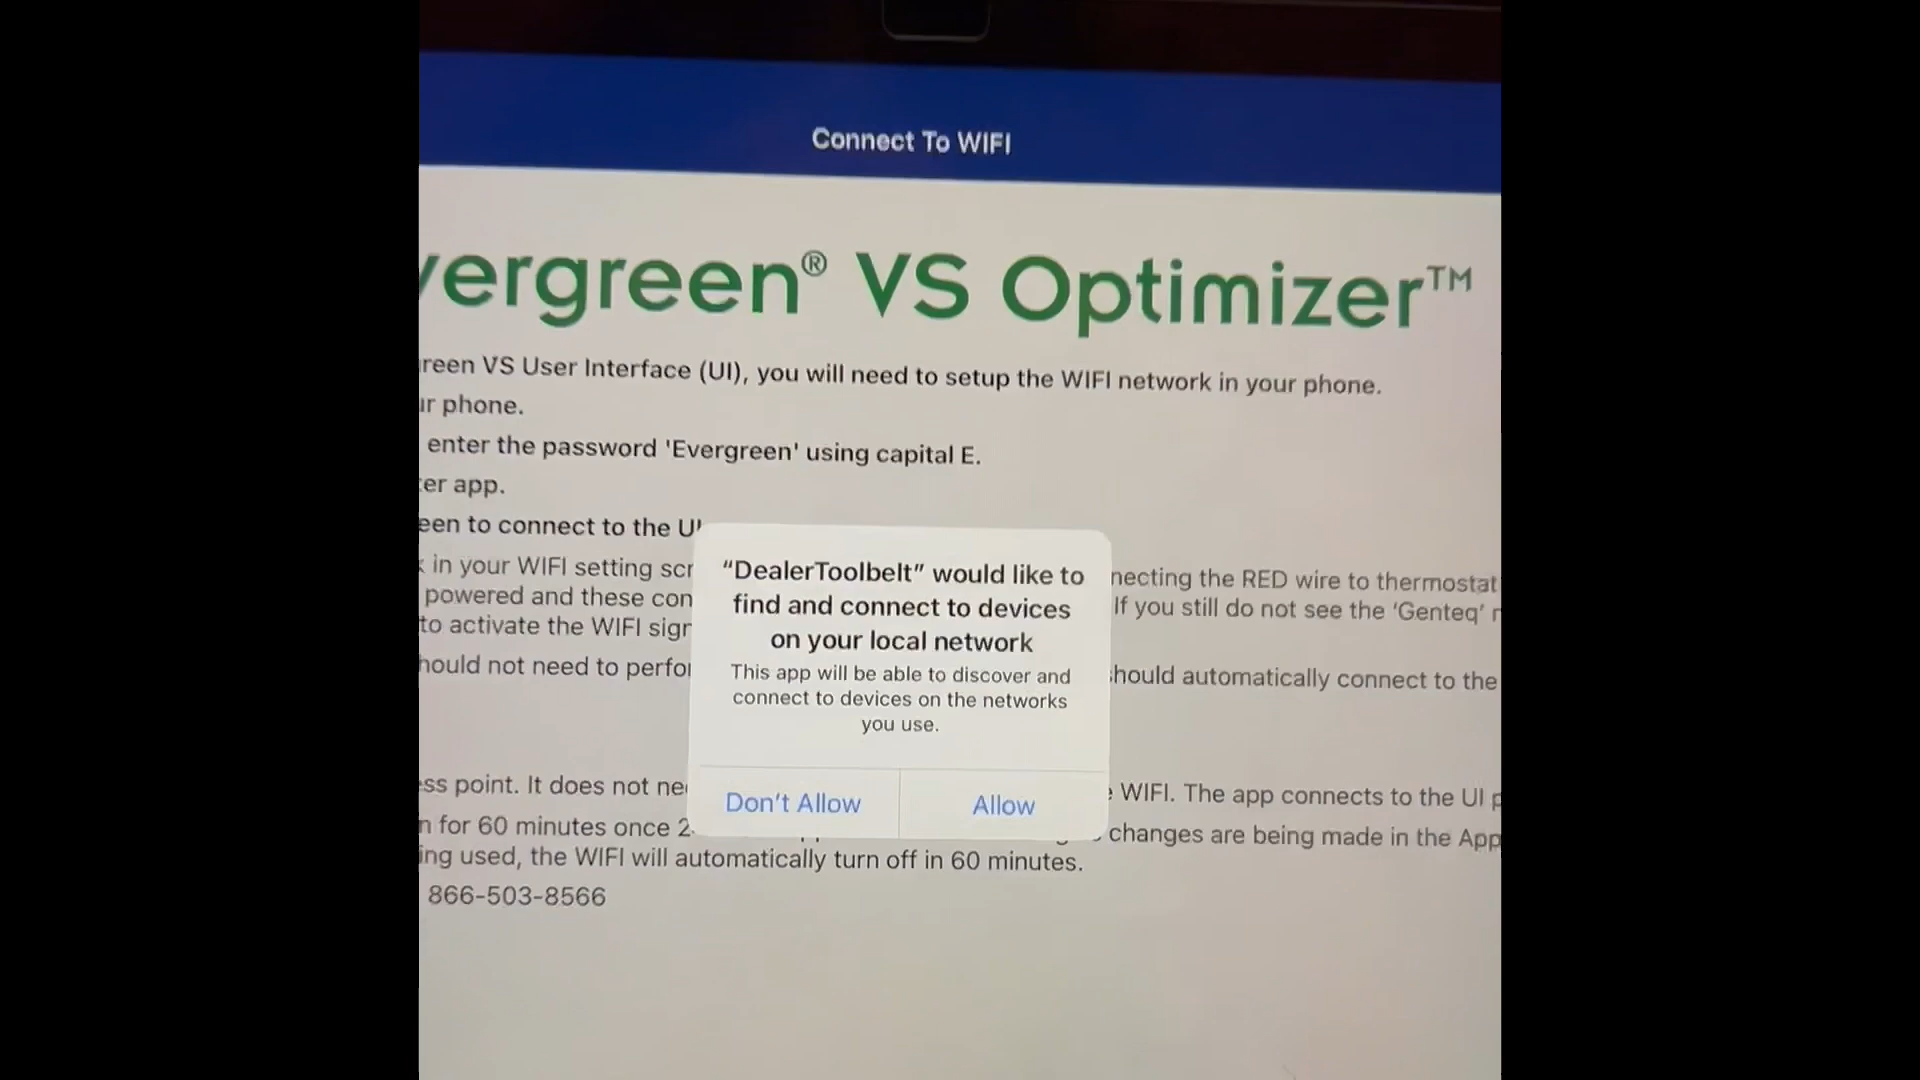 Connect To WIFI
vergreen® VS Optimizer™
reen VS User Interface (UI), you will need to setup the WIFI network in your phone.
ur phone.
enter the password 'Evergreen' using capital E.
er app.
een to connect to the UI
in your WIFI setting scr
necting the RED wire to thermostat
powered and these con
If you still do not see the 'Genteq'
to activate the WIFI sign
hould not need to perfor
should automatically connect to the
"DealerToolbelt" would like to
find and connect to devices
on your local network
This app will be able to discover and
connect to devices on the networks
you use.
Don't Allow
Allow
ess point. It does not nee
WIFI. The app connects to the UI
n for 60 minutes once
changes are being made in the App
ing used, the WIFI will automatically turn off in 60 minutes.
866-503-8566